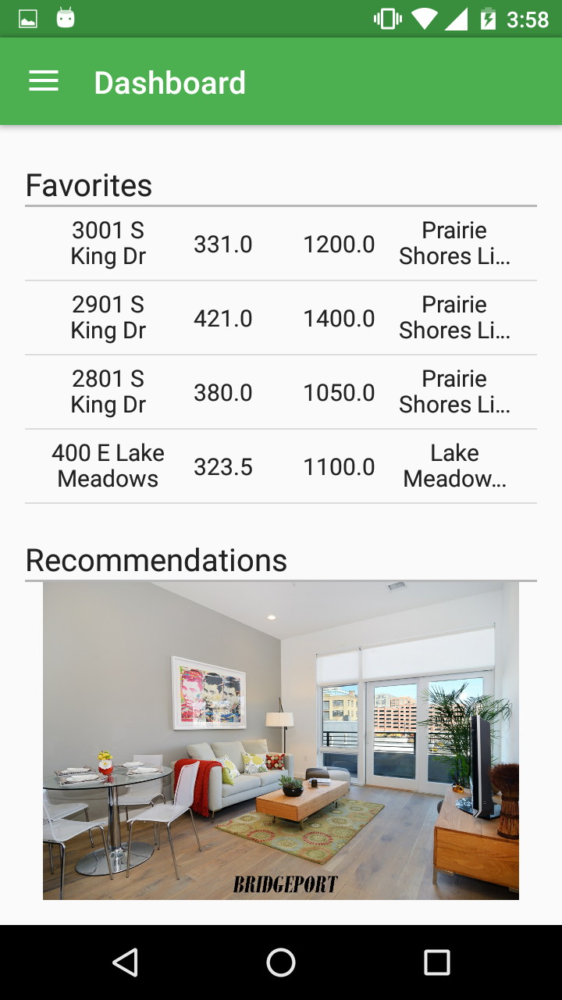 3:58
Dashboard
Favorites
3001 S
King Dr
331.0
1200.0
Prairie
Shores Li...
2901 S
King Dr
421.0
1400.0
Prairie
Shores Li...
2801 S
King Dr
380.0
1050.0
Prairie
Shores Li...
400 E Lake
Meadows
323.5
1100.0
Lake
Meadow...
Recommendations
BRIDGEPORT